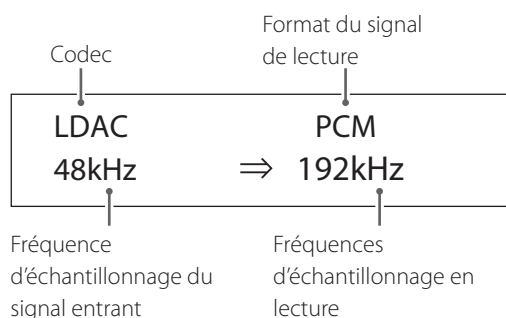 Codec
Format du signal
de lecture
LDAC
PCM
48kHz ⇒ 192kHz
Fréquence
d'échantillonnage du
signal entrant
Fréquences
d'échantillonnage en
lecture